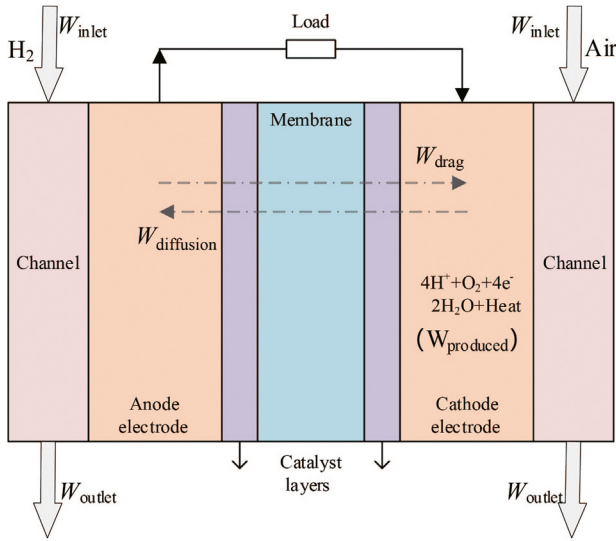 W_inlet
H₂
Load
W_inlet
Air
Membrane
W_drag
W_diffusion
Channel
Channel
4H⁺+O₂+4e⁻
2H₂O+Heat
(W_produced)
Anode
electrode
Cathode
electrode
Catalyst
layers
W_outlet
W_outlet